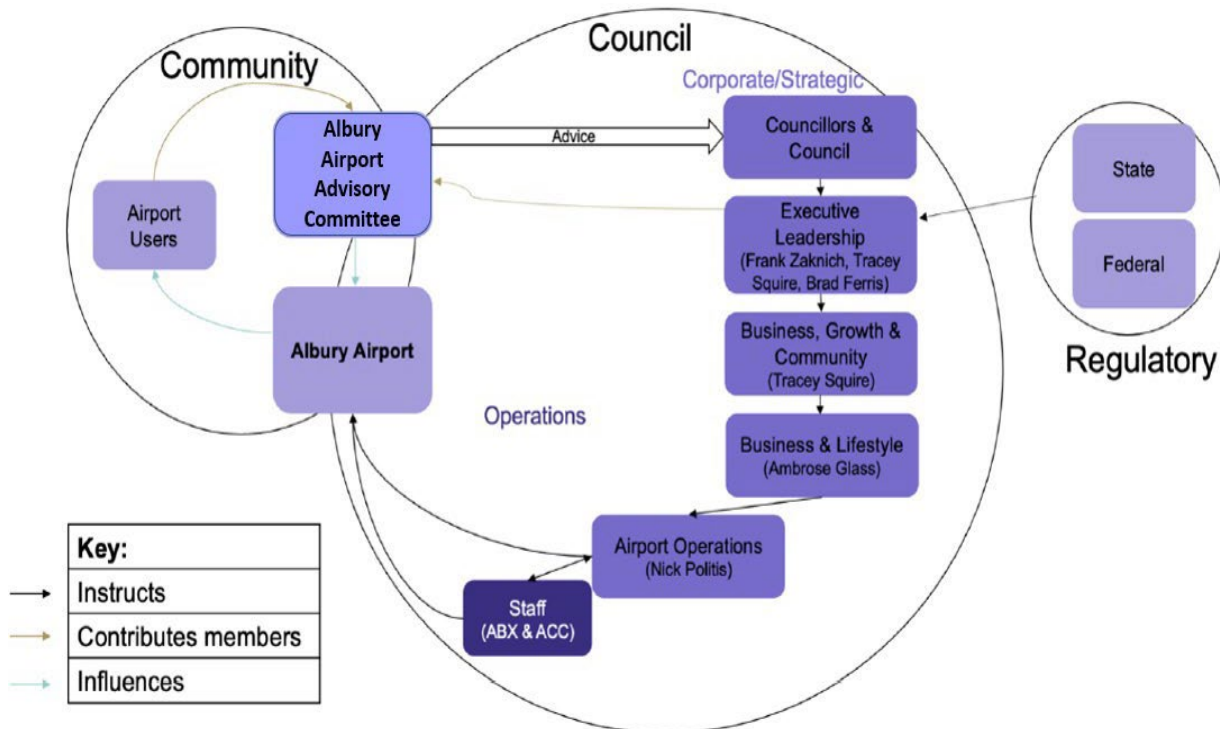 Community
Council
Corporate/Strategic
Albury
Airport
Advisory
Committee
Advice
Councillors &
Council
Airport
Users
Executive
Leadership
(Frank Zaknich, Tracey
Squire, Brad Ferris)
State
Federal
Regulatory
Albury Airport
Business, Growth &
Community
(Tracey Squire)
Operations
Business & Lifestyle
(Ambrose Glass)
Airport Operations
(Nick Politis)
Staff
(ABX & ACC)
Key:
Instructs
Contributes members
Influences